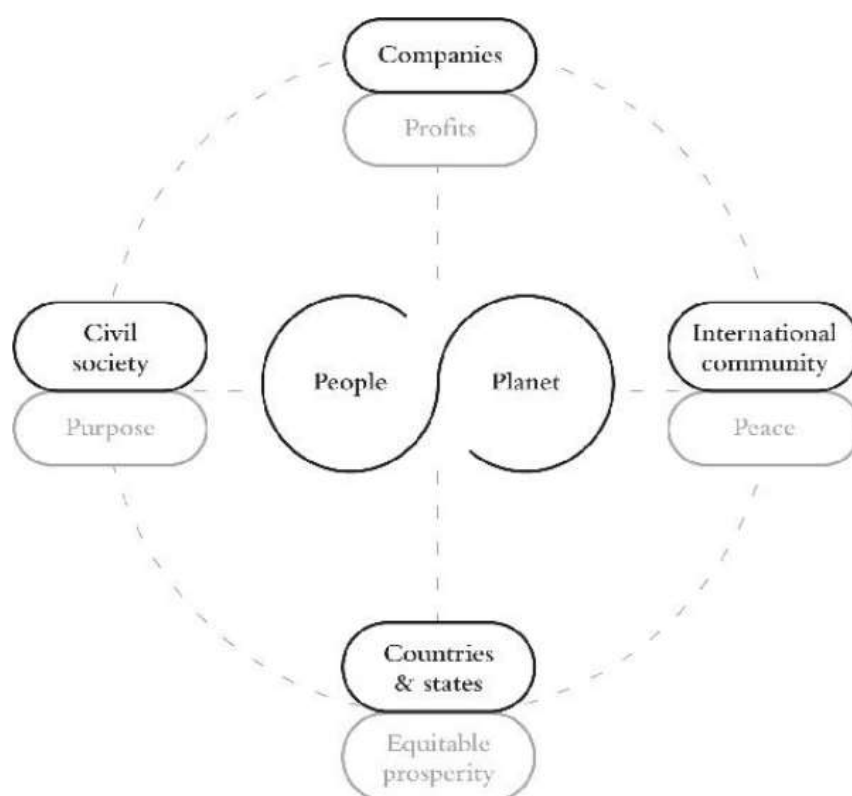 Companies
Profits
Civil
society
Purpose
People
Planet
International
community
Peace
Countries
& states
Equitable
prosperity